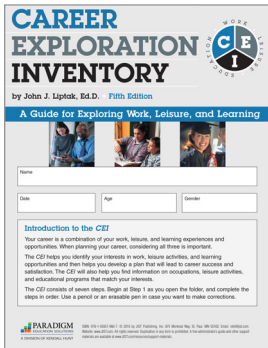 CAREER
EXPLORATION
INVENTORY
WORK
LEISURE
EDUCATION
C E
I
by John J. Liptak, Ed.D. Fifth Edition
A Guide for Exploring Work, Leisure, and Learning
Name
Date
Age
Gender
Introduction to the CEI
Your career is a combination of your work, leisure, and learning experiences and
opportunities. When planning your career, considering all three is important.
The CEI helps you identify your interests in work, leisure activities, and learning
opportunities and then helps you develop a plan that will lead to career success and
satisfaction. The CEI will also help you find information on occupations, leisure activities,
and educational programs that match your interests.
The CEI consists of seven steps. Begin at Step 1 as you open the folder, and complete the
steps in order. Use a pencil or an erasable pen in case you want to make corrections.
PARADIGM
EDUCATION SOLUTIONS
A DIVISION OF KENDALL HUNT